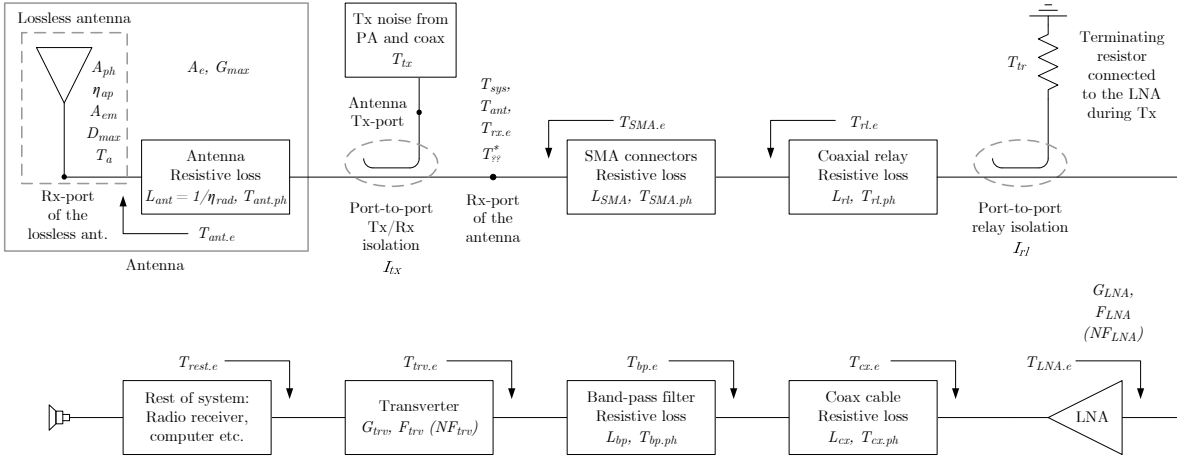 Lossless antenna
A_ph
η_ap
A_em
D_max
T_a
A_e, G_max
Antenna
Resistive loss
L_ant = 1/η_rad, T_ant.ph
Rx-port
of the
lossless ant.
T_ant.e
Antenna
Tx noise from
PA and coax
T_tx
Antenna
Tx-port
Port-to-port
Tx/Rx
isolation
I_tx
T_sys,
T_ant,
T_rx.e
T*_??
Rx-port
of the
antenna
T_SMA.e
SMA connectors
Resistive loss
L_SMA, T_SMA.ph
T_rl.e
Coaxial relay
Resistive loss
L_rl, T_rl.ph
T_tr
Terminating
resistor
connected
to the LNA
during Tx
Port-to-port
relay isolation
I_rl
G_LNA,
F_LNA
(NF_LNA)
T_rest.e
Rest of system:
Radio receiver,
computer etc.
T_trv.e
Transverter
G_trv, F_trv (NF_trv)
T_bp.e
Band-pass filter
Resistive loss
L_bp, T_bp.ph
T_cx.e
Coax cable
Resistive loss
L_cx, T_cx.ph
T_LNA.e
LNA